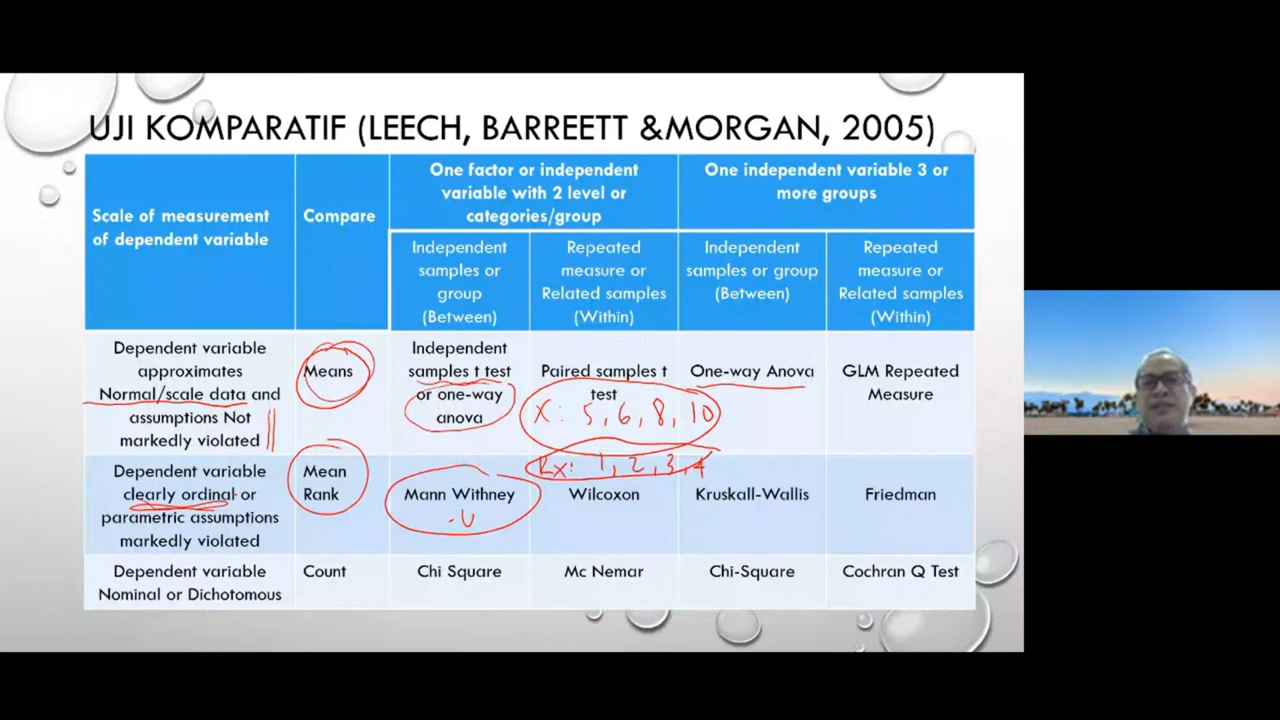 UJI KOMPARATIF (LEECH, BARREETT &MORGAN, 2005)
Scale of measurement
of dependent variable
Compare
One factor or independent
variable with 2 level or
categories/group
One independent variable 3 or
more groups
Independent
samples or
group
(Between)
Repeated
measure or
Related samples
(Within)
Independent
samples or group
(Between)
Repeated
measure or
Related samples
(Within)
Dependent variable
approximates
Normal/scale data and
assumptions Not
markedly violated
Means
Independent
samples t test
or one-way
anova
Paired samples t
test
X: 5, 6, 8, 10
One-way Anova
GLM Repeated
Measure
Dependent variable
clearly ordinal or
parametric assumptions
markedly violated
Mean
Rank
Mann Withney
-U
Rx: 1, 2, 3, 4
Wilcoxon
Kruskall-Wallis
Friedman
Dependent variable
Nominal or Dichotomous
Count
Chi Square
Mc Nemar
Chi-Square
Cochran Q Test